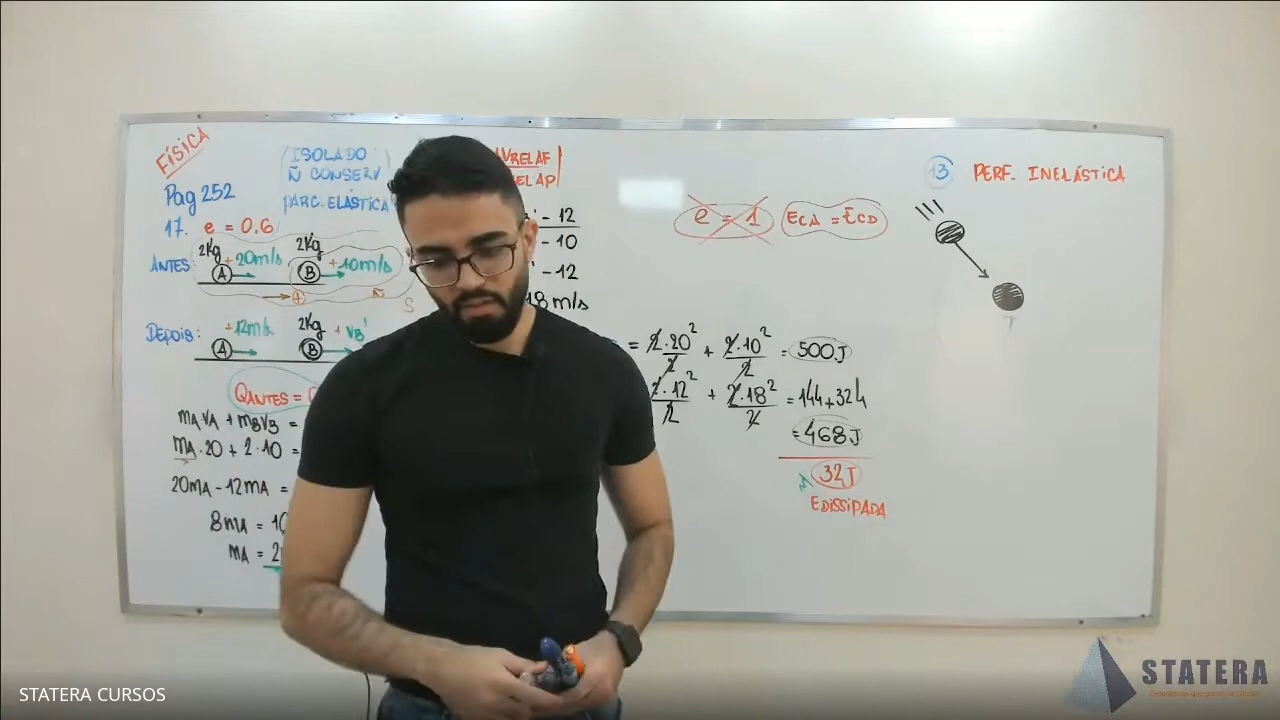 FÍSICA
Pag 252
17. e = 0.6
ISOLADO
Ñ CONSERV
PARC. ELÁSTICA
ANTES:
2Kg
+20m/s
2Kg
+10m/s
A
B
+
S
DEPOIS:
+12m/s
2Kg
+ VB'
A
B
QANTES =
mA.VA + mBVB =
mA.20 + 2.10 =
20mA - 12mA =
8mA =
mA = 2
VRELAF
RELAP
- 12
- 10
- 12
18 m/s
e = 1
ECA = ECD
= 2.20²/2 + 2.10²/2 = 500J
2.12²/2 + 2.18²/2 = 144+324
= 468J
32J
EDISSIPADA
13 PERF. INELÁSTICA
STATERA CURSOS
STATERA